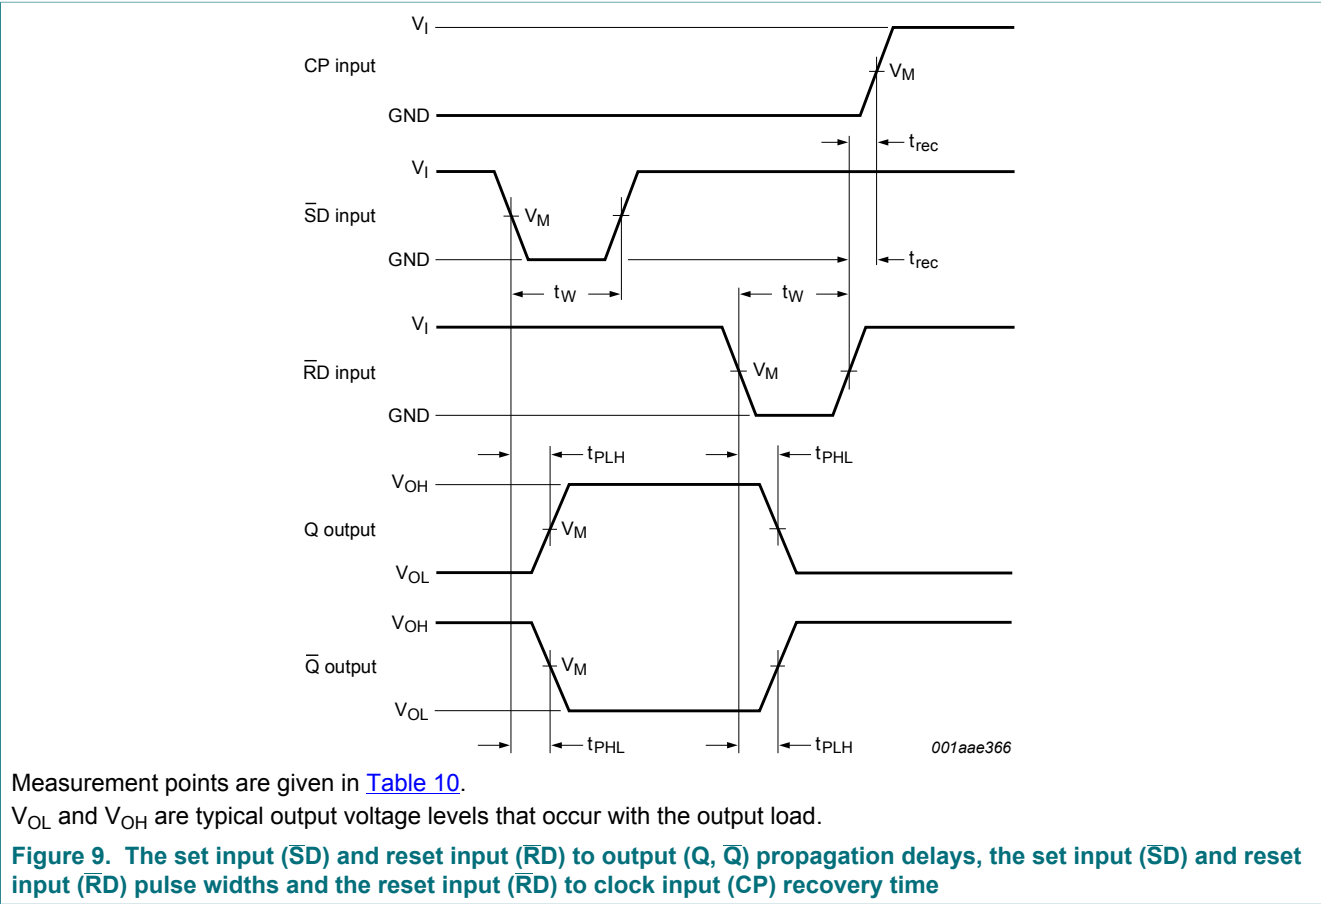 V_I
CP input
V_M
GND
t_rec
V_I
S̅D input
V_M
GND
t_rec
t_W
t_W
V_I
R̅D input
V_M
GND
t_PLH
t_PHL
V_OH
Q output
V_M
V_OL
V_OH
Q̅ output
V_M
V_OL
t_PHL
t_PLH
001aae366
Measurement points are given in Table 10.
V_OL and V_OH are typical output voltage levels that occur with the output load.
Figure 9. The set input (S̅D) and reset input (R̅D) to output (Q, Q̅) propagation delays, the set input (S̅D) and reset
input (R̅D) pulse widths and the reset input (R̅D) to clock input (CP) recovery time